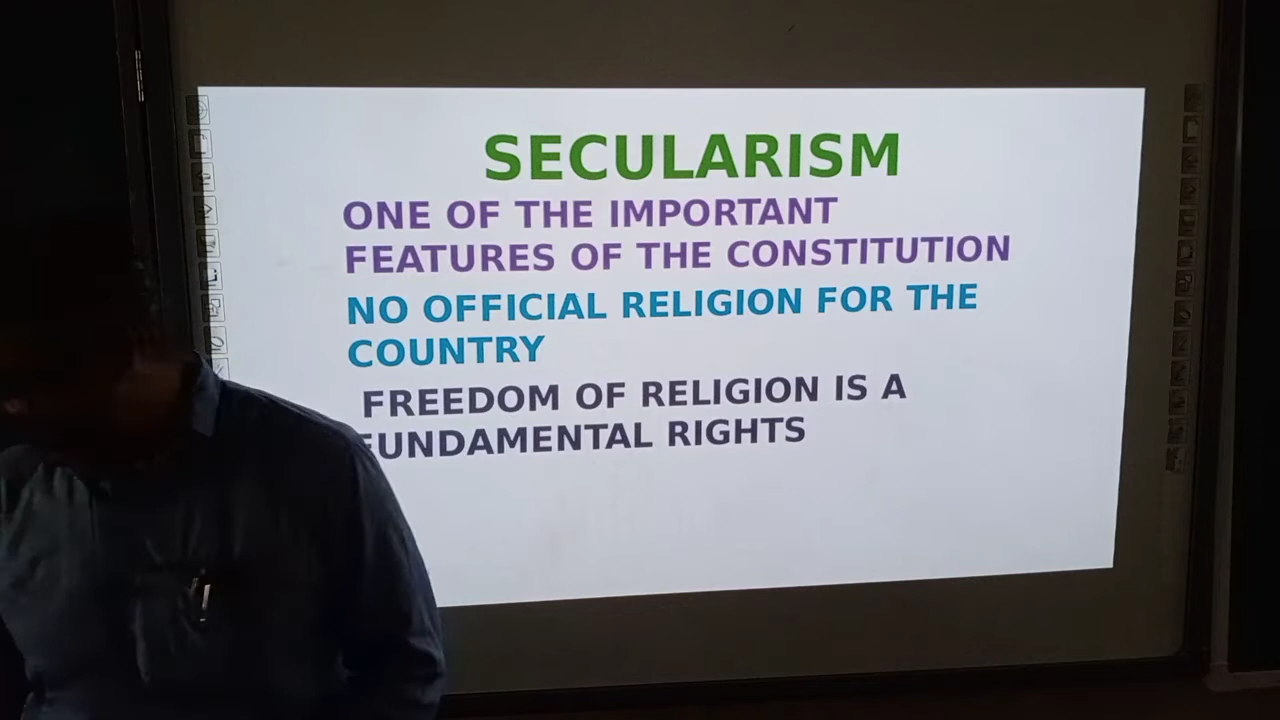 SECULARISM
ONE OF THE IMPORTANT
FEATURES OF THE CONSTITUTION
NO OFFICIAL RELIGION FOR THE
COUNTRY
FREEDOM OF RELIGION IS A
FUNDAMENTAL RIGHTS